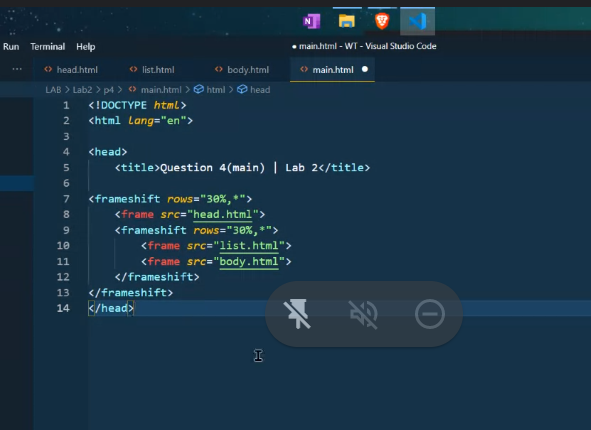 N
Run Terminal Help
● main.html - WT - Visual Studio Code
··· <> head.html <> list.html <> body.html <> main.html ●
LAB > Lab2 > p4 > <> main.html > html > head
1 <!DOCTYPE html>
2 <html lang="en">
3
4 <head>
5 <title>Question 4(main) | Lab 2</title>
6
7 <frameshift rows="30%,*">
8 <frame src="head.html">
9 <frameshift rows="30%,*">
10 <frame src="list.html">
11 <frame src="body.html">
12 </frameshift>
13 </frameshift>
14 </head>